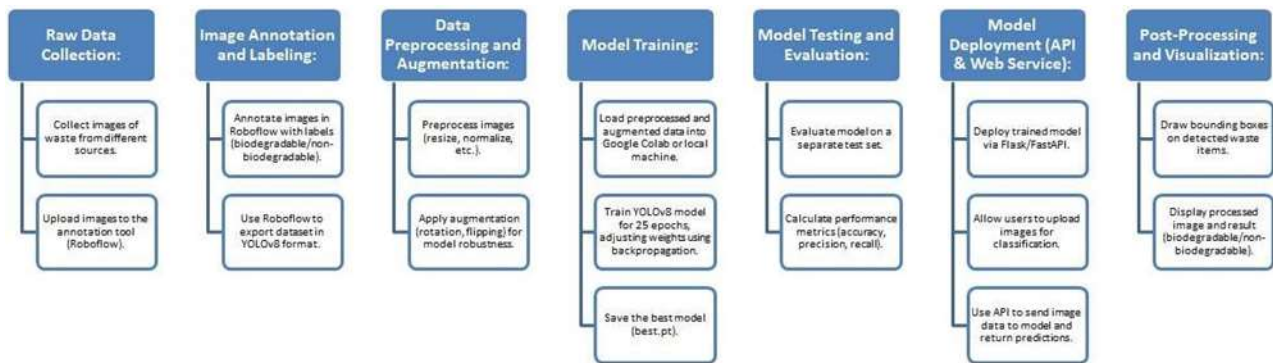 Raw Data
Collection:
Collect images of
waste from different
sources.
Upload images to the
annotation tool
(Roboflow).
Image Annotation
and Labeling:
Annotate images in
Roboflow with labels
(biodegradable/non-
biodegradable).
Use Roboflow to
export dataset in
YOLOv8 format.
Data
Preprocessing and
Augmentation:
Preprocess images
(resize, normalize,
etc.).
Apply augmentation
(rotation, flipping) for
model robustness.
Model Training:
Load preprocessed and
augmented data into
Google Colab or local
machine.
Train YOLOv8 model
for 25 epochs,
adjusting weights using
backpropagation.
Save the best model
(best.pt).
Model Testing and
Evaluation:
Evaluate model on a
separate test set.
Calculate performance
metrics (accuracy,
precision, recall).
Model
Deployment (API
& Web Service):
Deploy trained model
via Flask/FastAPI.
Allow users to upload
images for
classification.
Use API to send image
data to model and
return predictions.
Post-Processing
and Visualization:
Draw bounding boxes
on detected waste
items.
Display processed
image and result
(biodegradable/non-
biodegradable).